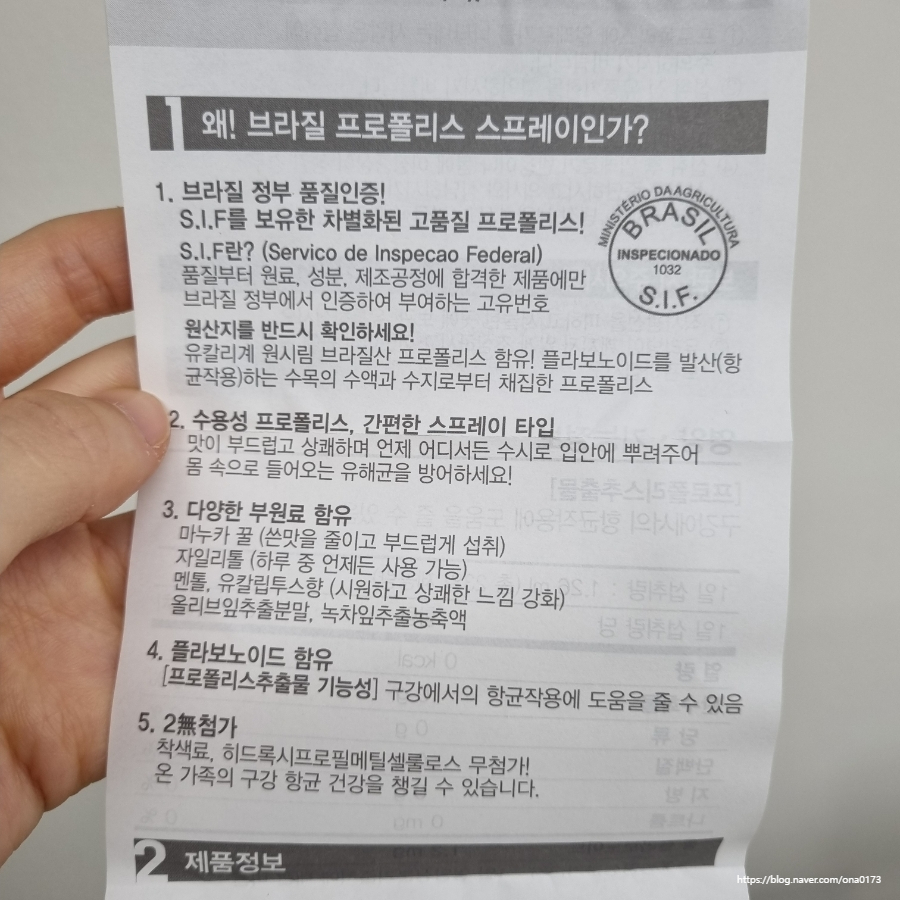 1 왜! 브라질 프로폴리스 스프레이인가?
1. 브라질 정부 품질인증!
S.I.F를 보유한 차별화된 고품질 프로폴리스!
S.I.F란? (Servico de Inspecao Federal)
품질부터 원료, 성분, 제조공정에 합격한 제품에만
브라질 정부에서 인증하여 부여하는 고유번호
MINISTÉRIO DA AGRICULTURA
BRASIL
INSPECIONADO
1032
S.I.F.
원산지를 반드시 확인하세요!
유칼리계 원시림 브라질산 프로폴리스 함유! 플라보노이드를 발산(항
균작용)하는 수목의 수액과 수지로부터 채집한 프로폴리스
2. 수용성 프로폴리스, 간편한 스프레이 타입
맛이 부드럽고 상쾌하며 언제 어디서든 수시로 입안에 뿌려주어
몸 속으로 들어오는 유해균을 방어하세요!
3. 다양한 부원료 함유
마누카 꿀 (쓴맛을 줄이고 부드럽게 섭취)
자일리톨 (하루 중 언제든 사용 가능)
멘톨, 유칼립투스향 (시원하고 상쾌한 느낌 강화)
올리브잎추출분말, 녹차잎추출농축액
4. 플라보노이드 함유
[프로폴리스추출물 기능성] 구강에서의 항균작용에 도움을 줄 수 있음
5. 2無첨가
착색료, 히드록시프로필메틸셀룰로스 무첨가!
온 가족의 구강 항균 건강을 챙길 수 있습니다.
2 제품정보
https://blog.naver.com/ona0173